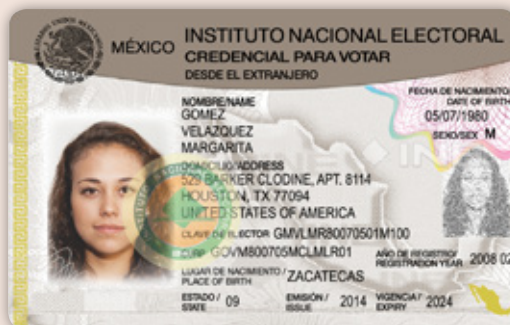 MÉXICO
INSTITUTO NACIONAL ELECTORAL
CREDENCIAL PARA VOTAR
DESDE EL EXTRANJERO
NOMBRE/NAME
GOMEZ
VELAZQUEZ
MARGARITA
FECHA DE NACIMIENTO/
DATE OF BIRTH
05/07/1980
SEXO/SEX M
DOMICILIO/ADDRESS
529 BARKER CLODINE, APT. 8114
HOUSTON, TX 77094
UNITED STATES OF AMERICA
CLAVE DE ELECTOR GMVLMR80070501M100
CURP GOVM800705MCLMLR01
AÑO DE REGISTRO/
REGISTRATION YEAR 2008 02
LUGAR DE NACIMIENTO /
PLACE OF BIRTH
ZACATECAS
ESTADO /
STATE
09
EMISIÓN /
ISSUE
2014
VIGENCIA /
EXPIRY
2024